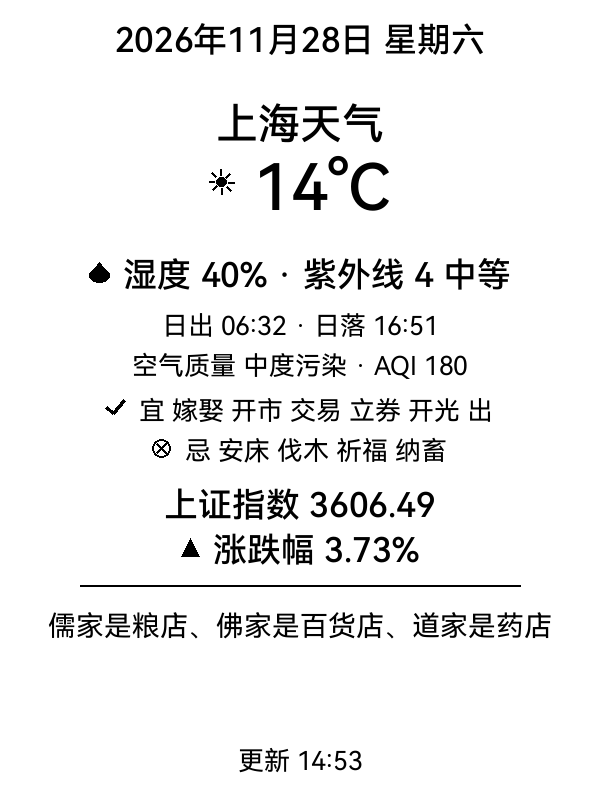 2026年11月28日 星期六
上海天气
14°C
湿度 40% · 紫外线 4 中等
日出 06:32 · 日落 16:51
空气质量 中度污染 · AQI 180
宜 嫁娶 开市 交易 立券 开光 出
忌 安床 伐木 祈福 纳畜
上证指数 3606.49
▲ 涨跌幅 3.73%
儒家是粮店、佛家是百货店、道家是药店
更新 14:53